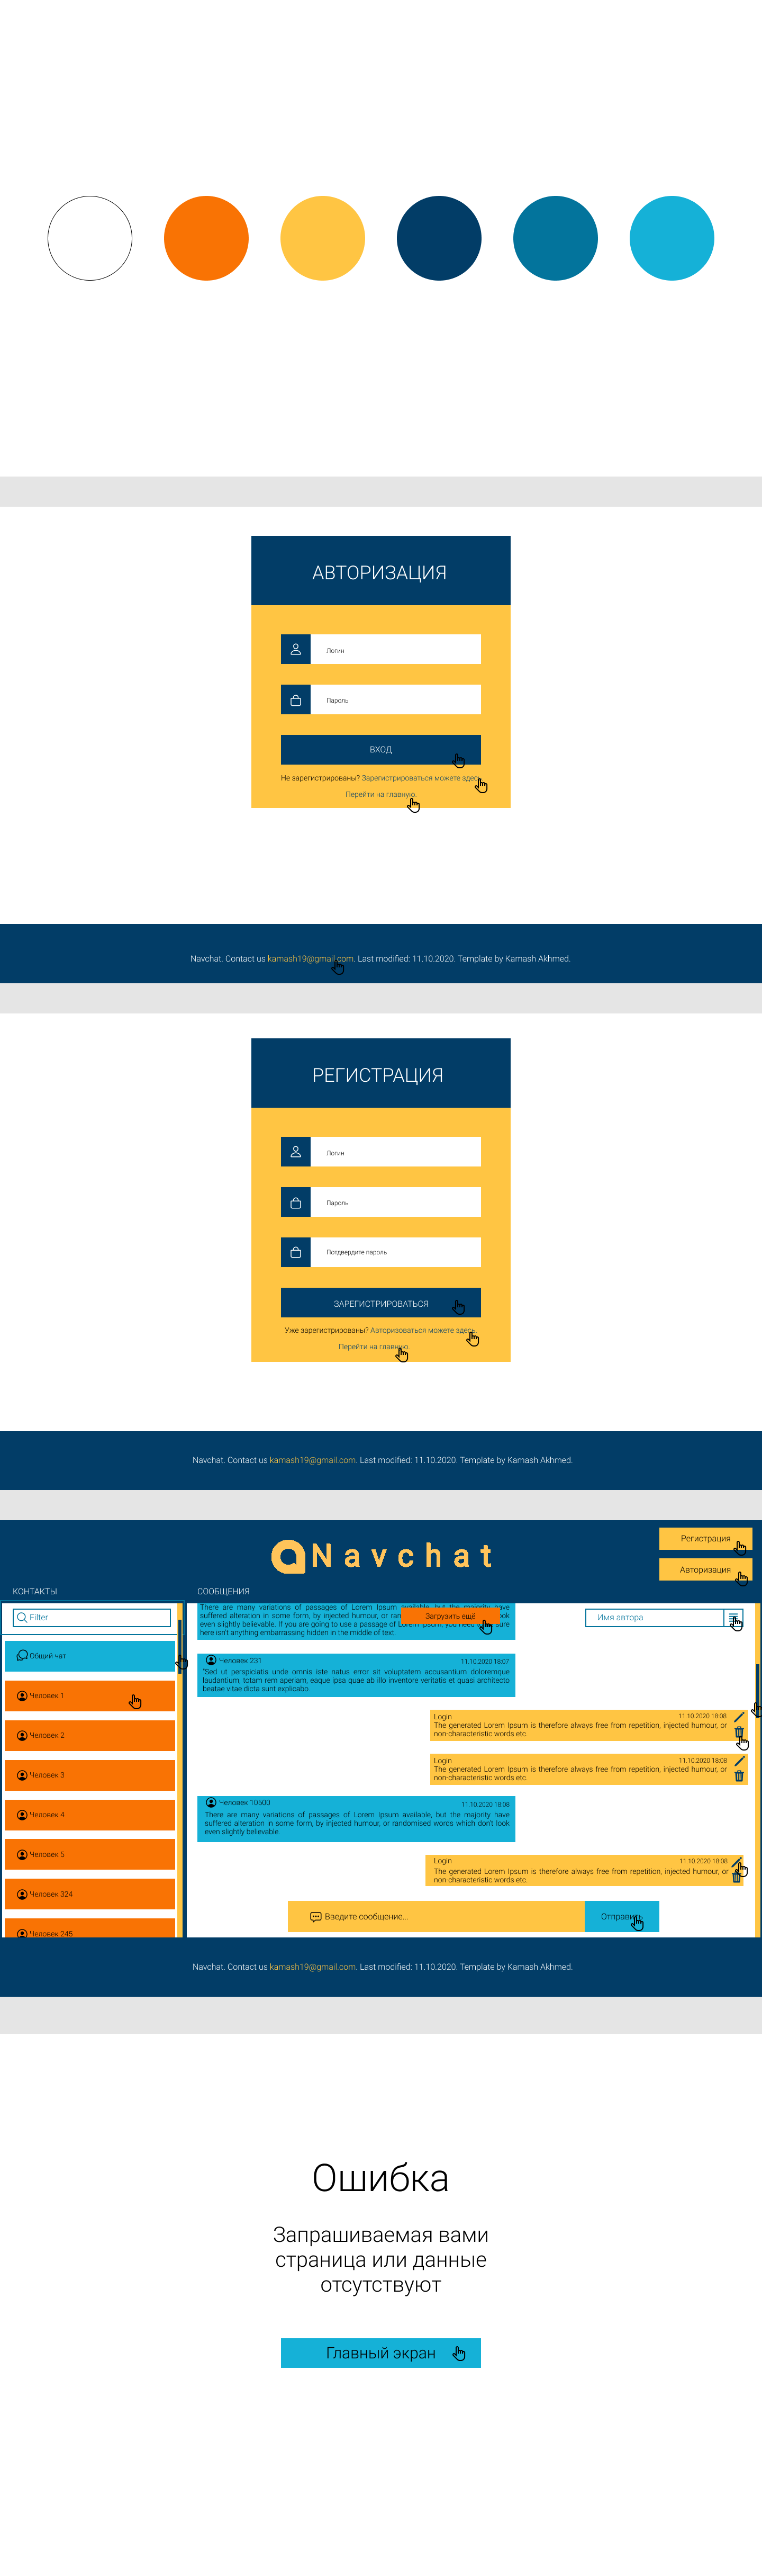 АВТОРИЗАЦИЯ
Логин
Пароль
ВХОД
Не зарегистрированы? Зарегистрироваться можете здесь.
Перейти на главную.
Navchat. Contact us kamash19@gmail.com. Last modified: 11.10.2020. Template by Kamash Akhmed.
РЕГИСТРАЦИЯ
Логин
Пароль
Потдвердите пароль
ЗАРЕГИСТРИРОВАТЬСЯ
Уже зарегистрированы? Авторизоваться можете здесь.
Перейти на главную.
Navchat. Contact us kamash19@gmail.com. Last modified: 11.10.2020. Template by Kamash Akhmed.
Navchat
Регистрация
Авторизация
КОНТАКТЫ
Filter
Общий чат
Человек 1
Человек 2
Человек 3
Человек 4
Человек 5
Человек 324
Человек 245
СООБЩЕНИЯ
There are many variations of passages of Lorem Ipsum available, but the majority have
suffered alteration in some form, by injected humour, or ran ok
even slightly believable. If you are going to use a passage of Lorem Ipsum, you need sure
here isn't anything embarrassing hidden in the middle of text.
Загрузить ещё
Имя автора
Человек 231
11.10.2020 18:07
"Sed ut perspiciatis unde omnis iste natus error sit voluptatem accusantium doloremque
laudantium, totam rem aperiam, eaque ipsa quae ab illo inventore veritatis et quasi architecto
beatae vitae dicta sunt explicabo.
Login
11.10.2020 18:08
The generated Lorem Ipsum is therefore always free from repetition, injected humour, or
non-characteristic words etc.
Login
11.10.2020 18:08
The generated Lorem Ipsum is therefore always free from repetition, injected humour, or
non-characteristic words etc.
Человек 10500
11.10.2020 18:08
There are many variations of passages of Lorem Ipsum available, but the majority have
suffered alteration in some form, by injected humour, or randomised words which don't look
even slightly believable.
Login
11.10.2020 18:08
The generated Lorem Ipsum is therefore always free from repetition, injected humour, or
non-characteristic words etc.
Введите сообщение...
Отправить
Navchat. Contact us kamash19@gmail.com. Last modified: 11.10.2020. Template by Kamash Akhmed.
Ошибка
Запрашиваемая вами
страница или данные
отсутствуют
Главный экран